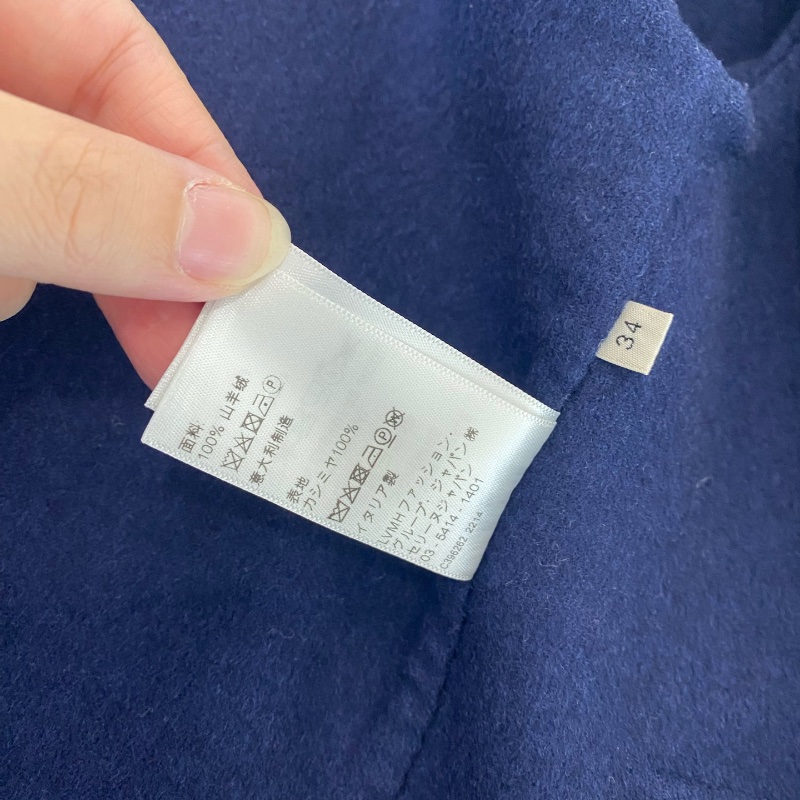 面料
100% 山羊绒
意大利制造
表地
カシミヤ100%
イタリア製
LVMHファッション・
グループ・ジャパン ㈱
セリーヌジャパン
03-5414-1401
C396262 2214
34